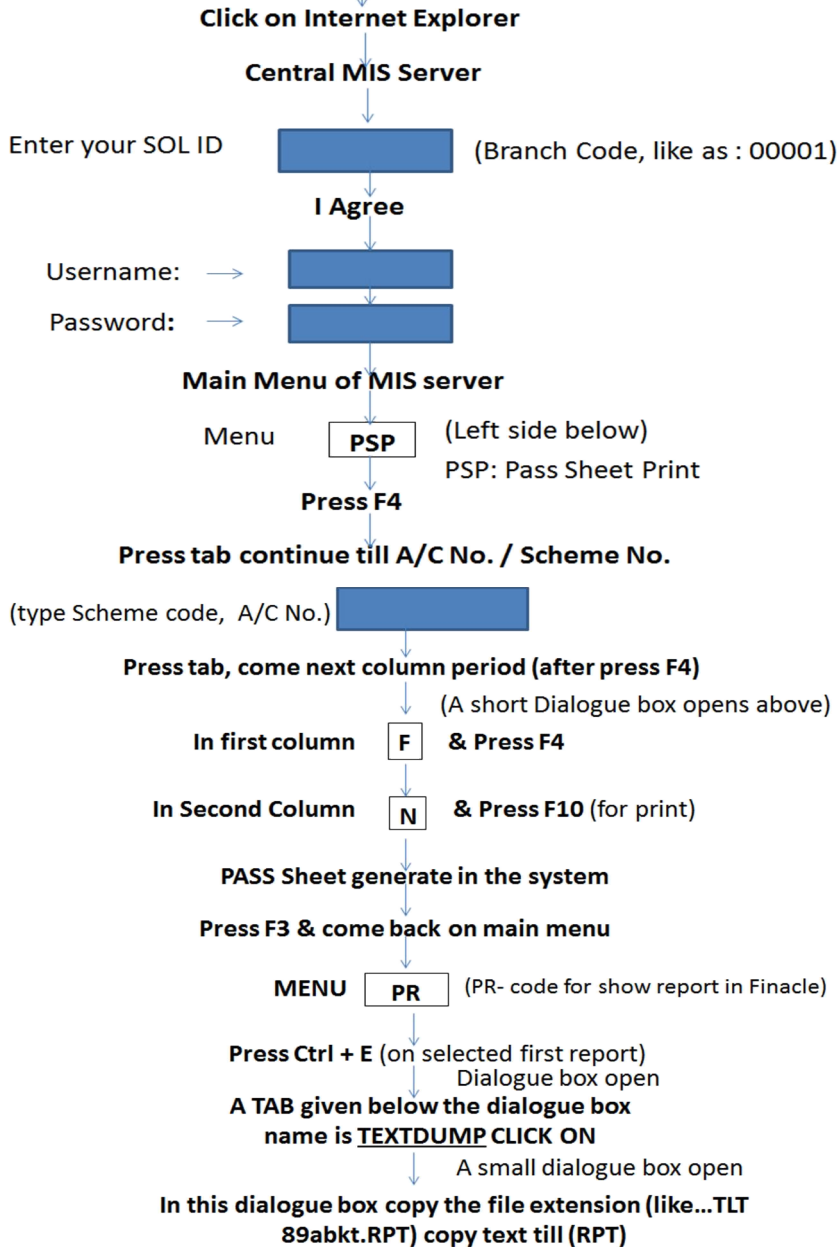 Click on Internet Explorer
Central MIS Server
Enter your SOL ID (Branch Code, like as : 00001)
I Agree
Username:
Password:
Main Menu of MIS server
Menu PSP (Left side below)
PSP: Pass Sheet Print
Press F4
Press tab continue till A/C No. / Scheme No.
(type Scheme code, A/C No.)
Press tab, come next column period (after press F4)
(A short Dialogue box opens above)
In first column F & Press F4
In Second Column N & Press F10 (for print)
PASS Sheet generate in the system
Press F3 & come back on main menu
MENU PR (PR- code for show report in Finacle)
Press Ctrl + E (on selected first report)
Dialogue box open
A TAB given below the dialogue box
name is TEXTDUMP CLICK ON
A small dialogue box open
In this dialogue box copy the file extension (like...TLT
89abkt.RPT) copy text till (RPT)